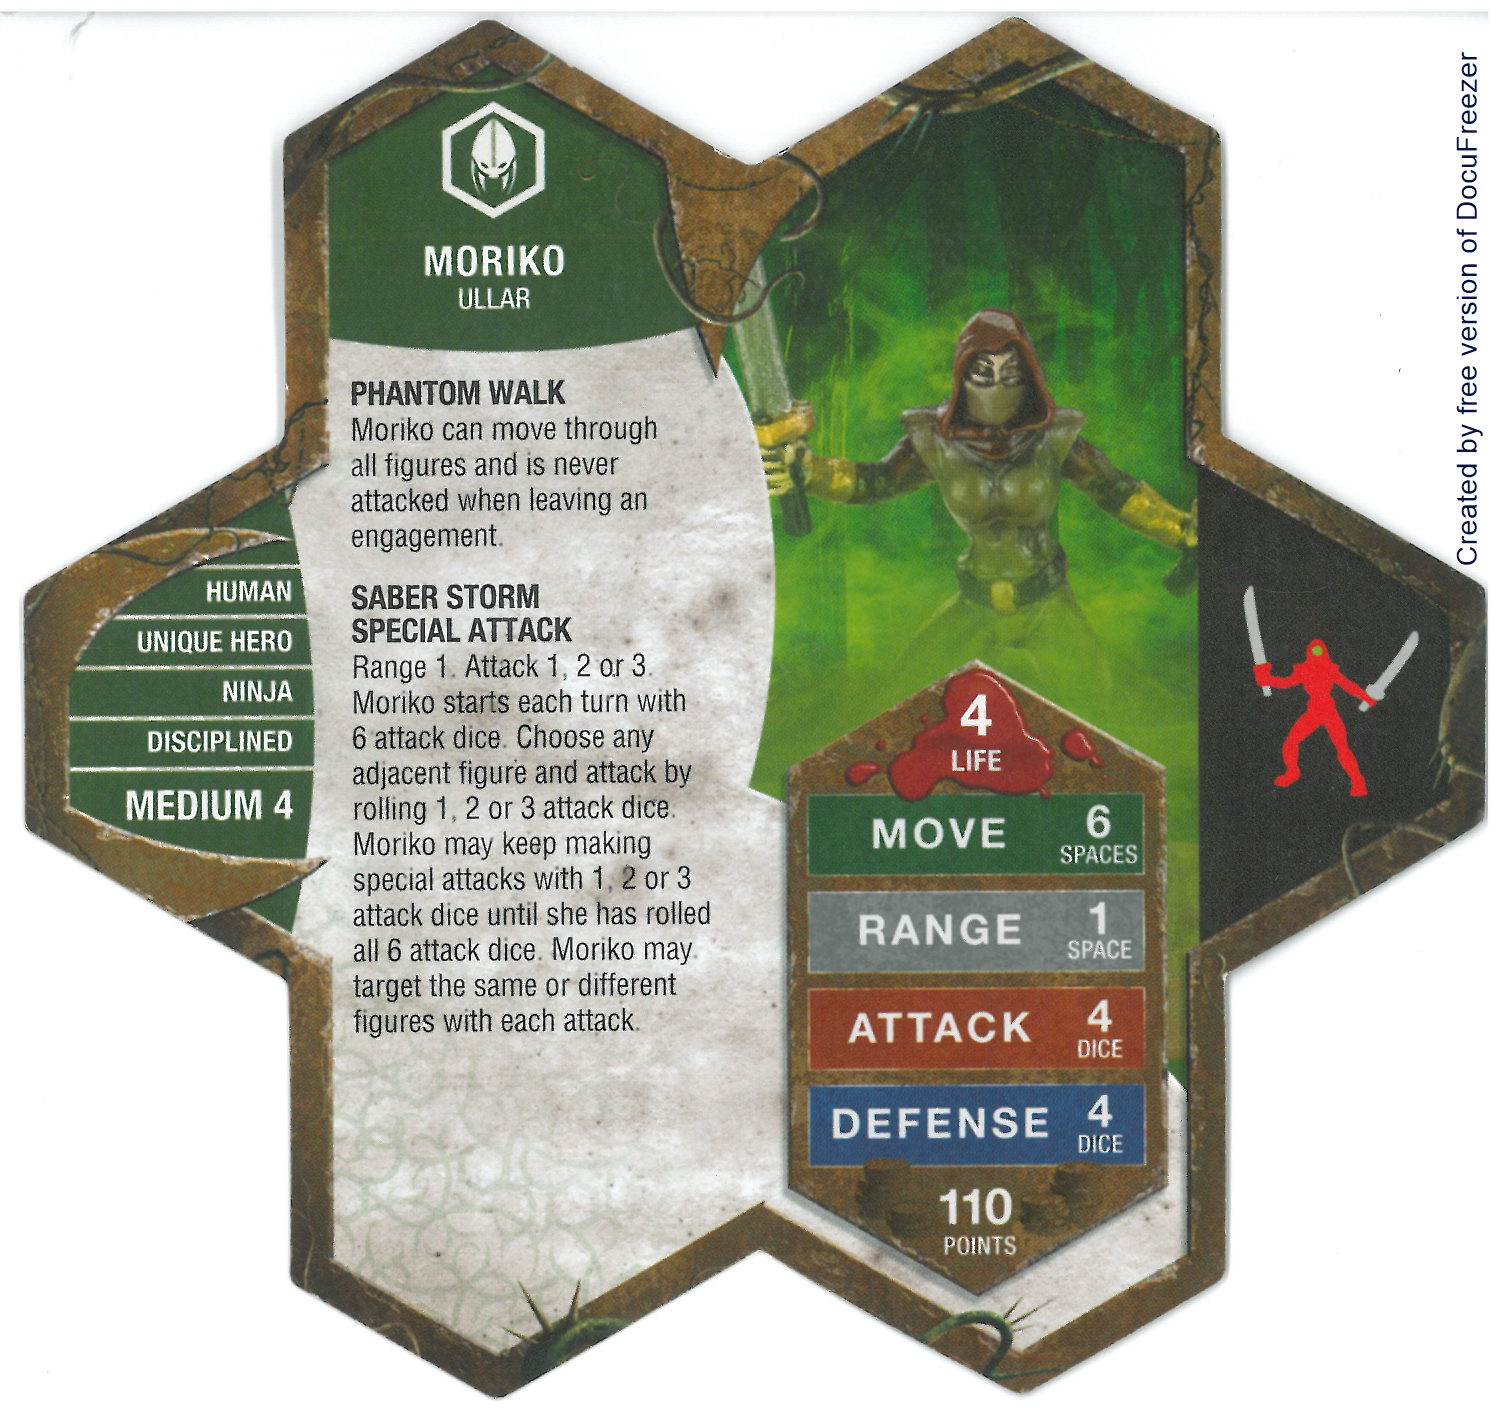 MORIKO
ULLAR
PHANTOM WALK
Moriko can move through
all figures and is never
attacked when leaving an
engagement.
SABER STORM
SPECIAL ATTACK
Range 1. Attack 1, 2 or 3.
Moriko starts each turn with
6 attack dice. Choose any
adjacent figure and attack by
rolling 1, 2 or 3 attack dice.
Moriko may keep making
special attacks with 1, 2 or 3
attack dice until she has rolled
all 6 attack dice. Moriko may
target the same or different
figures with each attack.
HUMAN
UNIQUE HERO
NINJA
DISCIPLINED
MEDIUM 4
4
LIFE
MOVE 6
SPACES
RANGE 1
SPACE
ATTACK 4
DICE
DEFENSE 4
DICE
110
POINTS
Created by free version of DocuFreezer